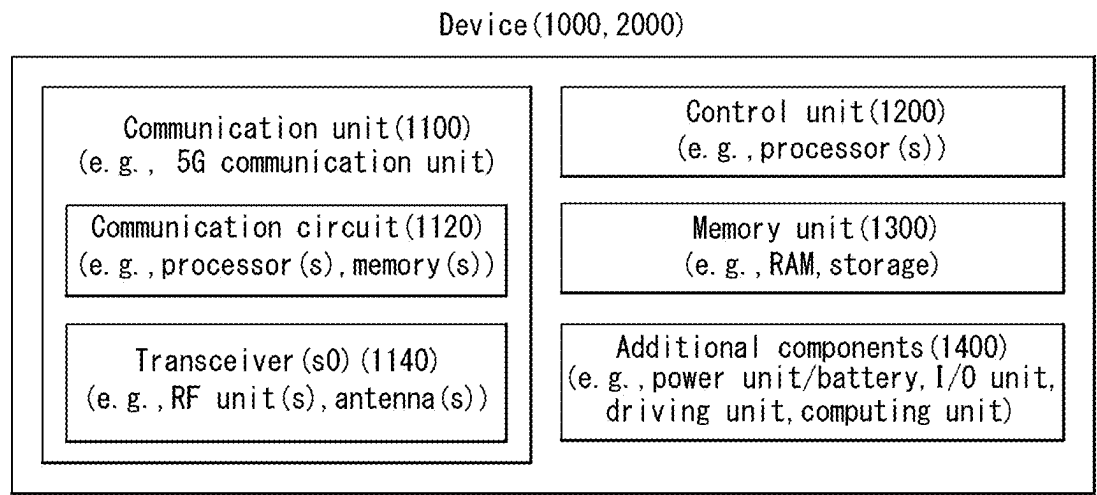 Device(1000,2000)
Communication unit(1100)
(e.g., 5G communication unit)
Communication circuit(1120)
(e.g.,processor(s),memory(s))
Transceiver(s0)(1140)
(e.g.,RF unit(s),antenna(s))
Control unit(1200)
(e.g.,processor(s))
Memory unit(1300)
(e.g.,RAM,storage)
Additional components(1400)
(e.g.,power unit/battery,I/O unit,
driving unit,computing unit)